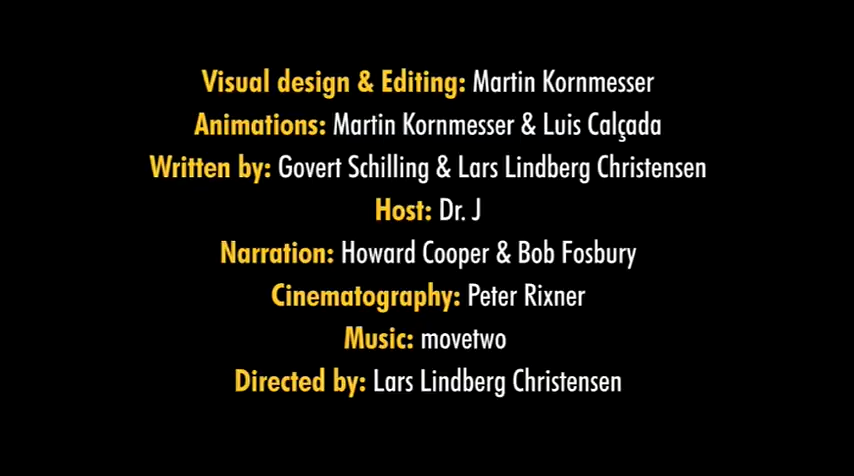 Visual design & Editing: Martin Kornmesser
Animations: Martin Kornmesser & Luis Calçada
Written by: Govert Schilling & Lars Lindberg Christensen
Host: Dr. J
Narration: Howard Cooper & Bob Fosbury
Cinematography: Peter Rixner
Music: movetwo
Directed by: Lars Lindberg Christensen